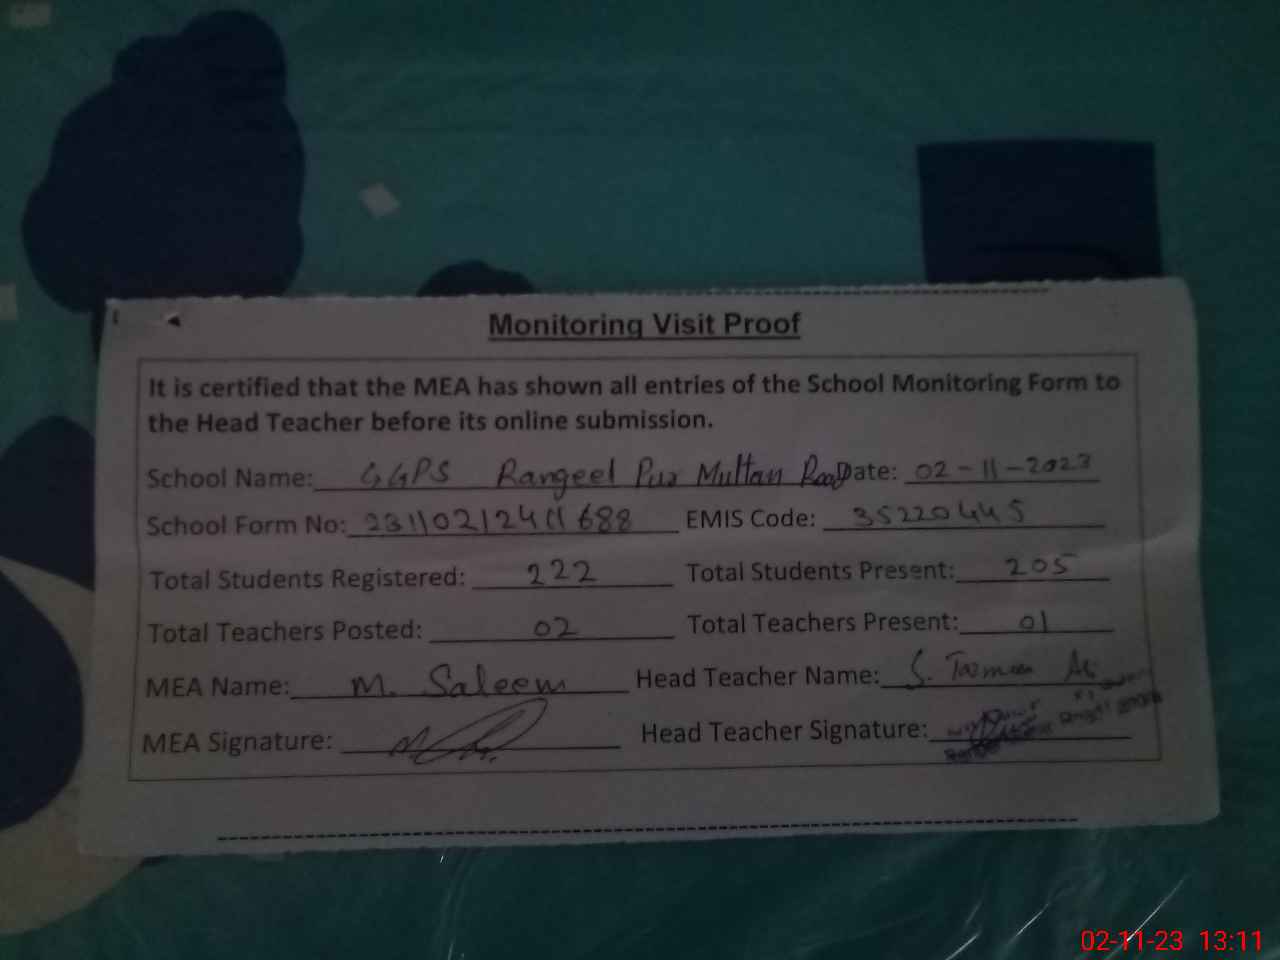 Monitoring Visit Proof
It is certified that the MEA has shown all entries of the School Monitoring Form to
the Head Teacher before its online submission.
School Name: GGPS Rangeel Pur Multan Road Date: 02-11-2023
School Form No: 23110212411688 EMIS Code: 35220445
Total Students Registered: 222 Total Students Present: 205
Total Teachers Posted: 02 Total Teachers Present: 01
MEA Name: M. Saleem Head Teacher Name: S.
MEA Signature: Head Teacher Signature:
02-11-23 13:11